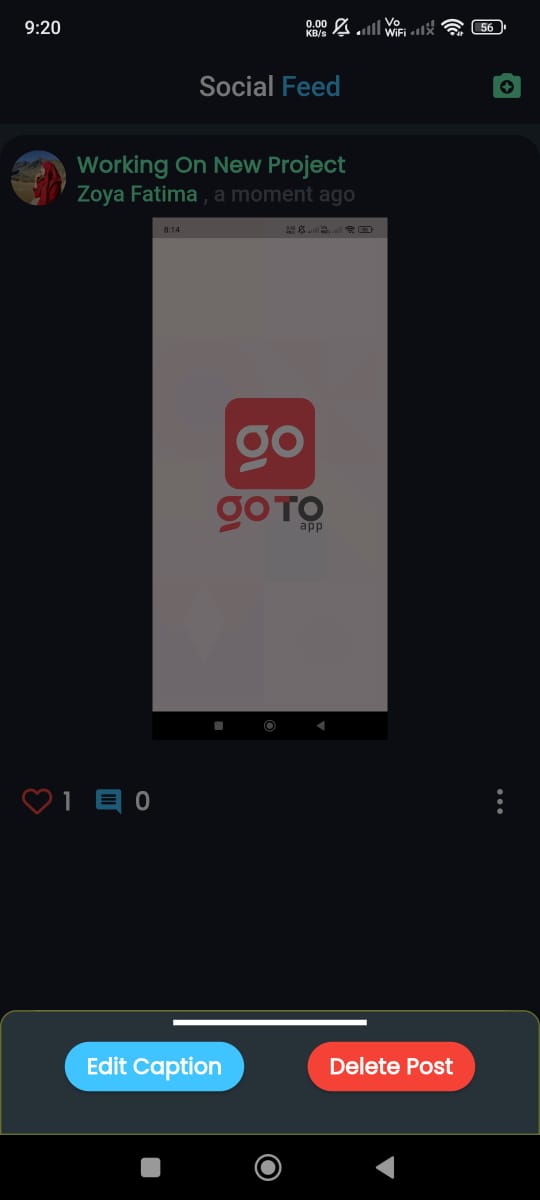 9:20
0.00
KB/s
Vo
WiFi
56
Social Feed
Working On New Project
Zoya Fatima , a moment ago
8:14
go
goTo
app
1
0
Edit Caption
Delete Post